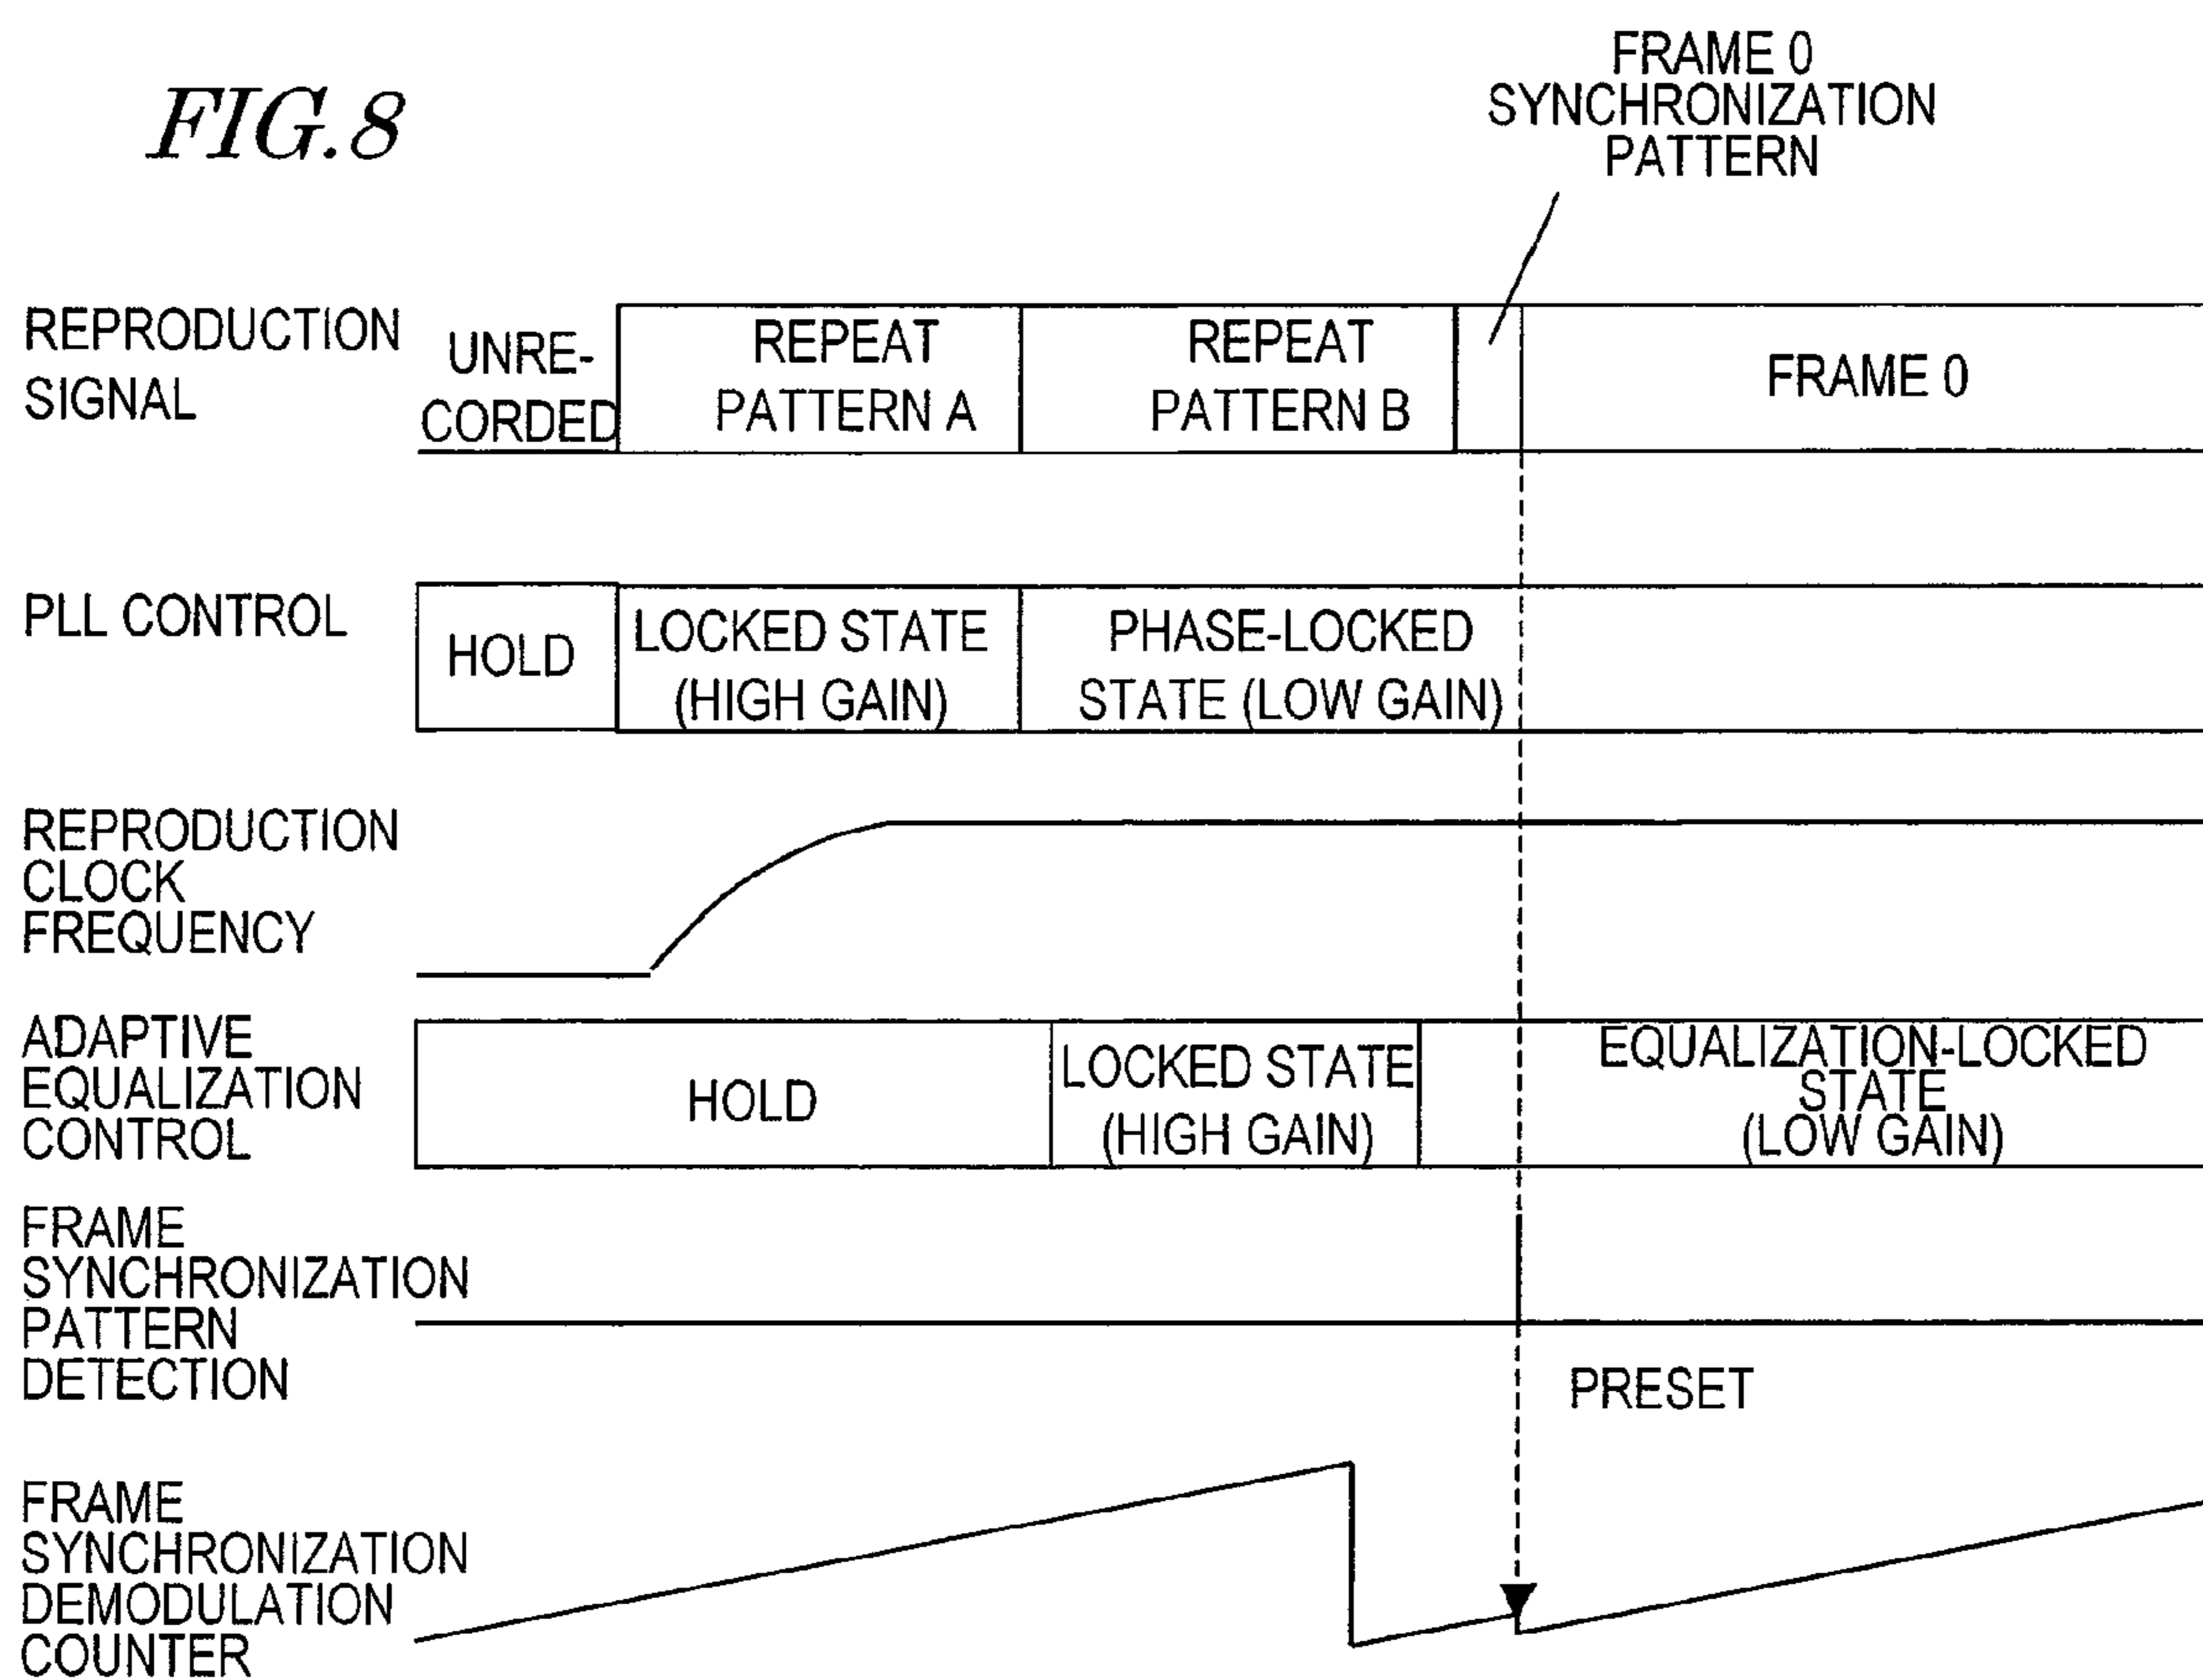 FIG.8
FRAME 0
SYNCHRONIZATION
PATTERN
REPRODUCTION
SIGNAL
UNRE-
CORDED
REPEAT
PATTERN A
REPEAT
PATTERN B
FRAME 0
PLL CONTROL
HOLD
LOCKED STATE
(HIGH GAIN)
PHASE-LOCKED
STATE (LOW GAIN)
REPRODUCTION
CLOCK
FREQUENCY
ADAPTIVE
EQUALIZATION
CONTROL
HOLD
LOCKED STATE
(HIGH GAIN)
EQUALIZATION-LOCKED
STATE
(LOW GAIN)
FRAME
SYNCHRONIZATION
PATTERN
DETECTION
PRESET
FRAME
SYNCHRONIZATION
DEMODULATION
COUNTER